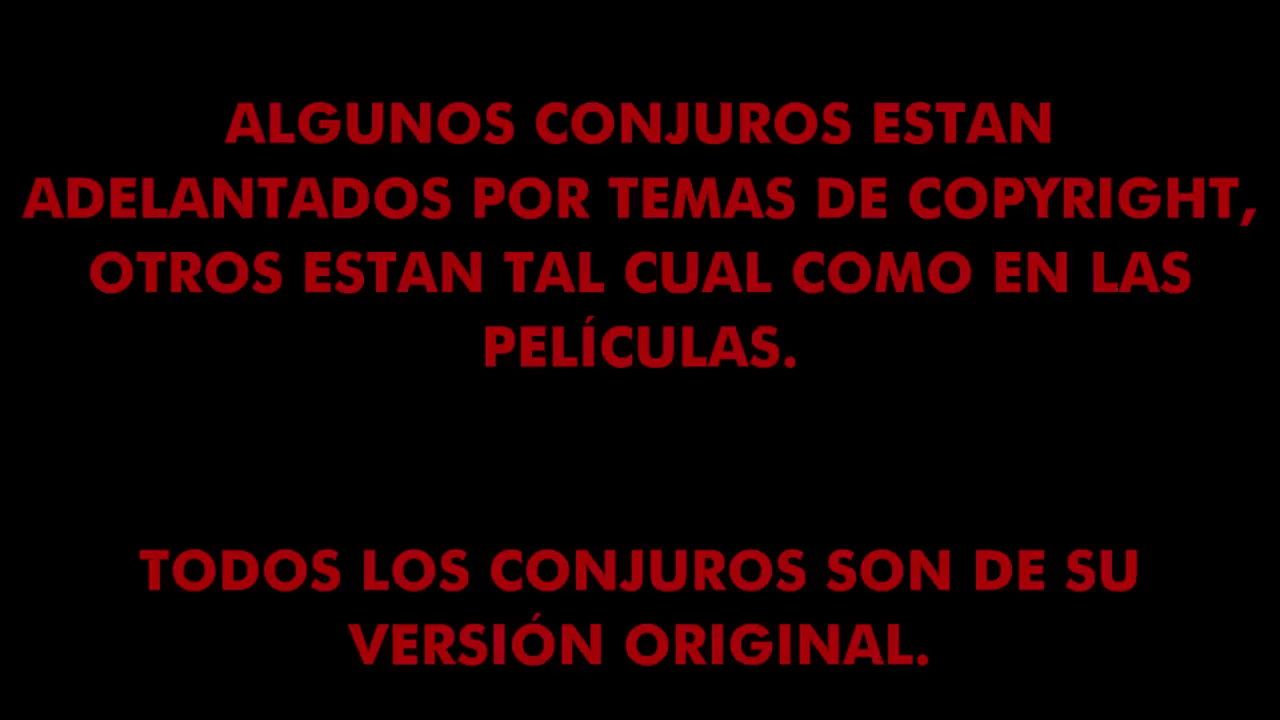 ALGUNOS CONJUROS ESTAN
ADELANTADOS POR TEMAS DE COPYRIGHT,
OTROS ESTAN TAL CUAL COMO EN LAS
PELÍCULAS.
TODOS LOS CONJUROS SON DE SU
VERSIÓN ORIGINAL.